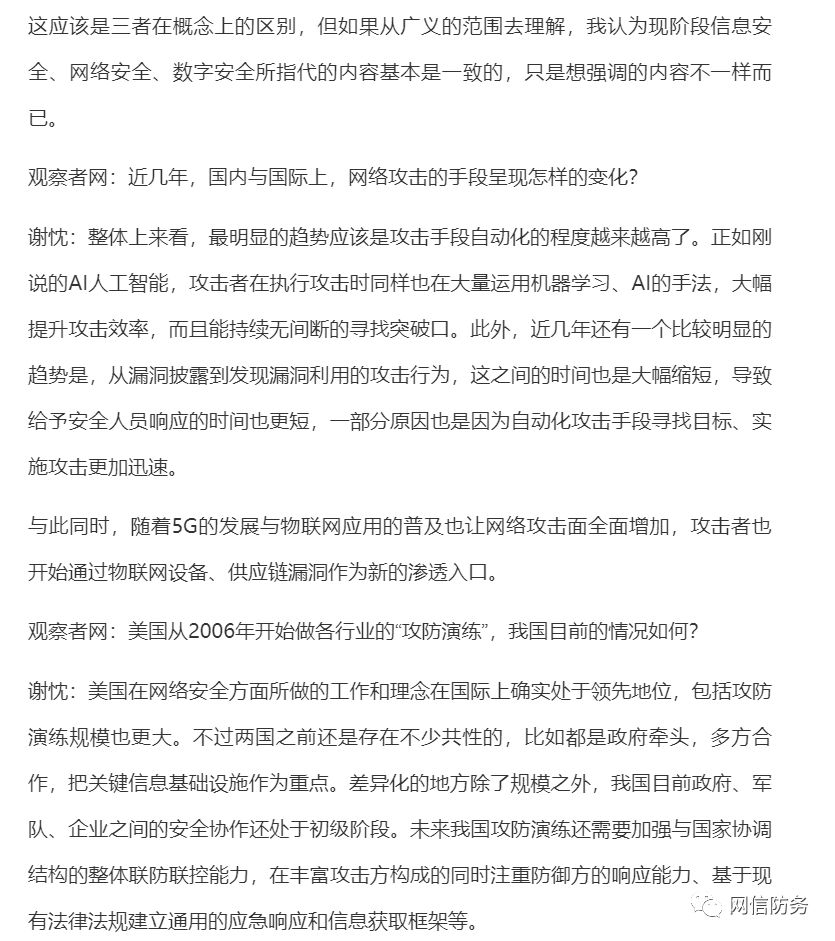 这应该是三者在概念上的区别，但如果从广义的范围去理解，我认为现阶段信息安
全、网络安全、数字安全所指代的内容基本是一致的，只是想强调的内容不一样而
已。
观察者网：近几年，国内与国际上，网络攻击的手段呈现怎样的变化？
谢忱：整体上来看，最明显的趋势应该是攻击手段自动化的程度越来越高了。正如刚
说的AI人工智能，攻击者在执行攻击时同样也在大量运用机器学习、AI的手法，大幅
提升攻击效率，而且能持续无间断的寻找突破口。此外，近几年还有一个比较明显的
趋势是，从漏洞披露到发现漏洞利用的攻击行为，这之间的时间也是大幅缩短，导致
给予安全人员响应的时间也更短，一部分原因也是因为自动化攻击手段寻找目标、实
施攻击更加迅速。
与此同时，随着5G的发展与物联网应用的普及也让网络攻击面全面增加，攻击者也
开始通过物联网设备、供应链漏洞作为新的渗透入口。
观察者网：美国从2006年开始做各行业的“攻防演练”，我国目前的情况如何？
谢忱：美国在网络安全方面所做的工作和理念在国际上确实处于领先地位，包括攻防
演练规模也更大。不过两国之前还是存在不少共性的，比如都是政府牵头，多方合
作，把关键信息基础设施作为重点。差异化的地方除了规模之外，我国目前政府、军
队、企业之间的安全协作还处于初级阶段。未来我国攻防演练还需要加强与国家协调
结构的整体联防联控能力，在丰富攻击方构成的同时注重防御方的响应能力、基于现
有法律法规建立通用的应急响应和信息获取框架等。
网信防务